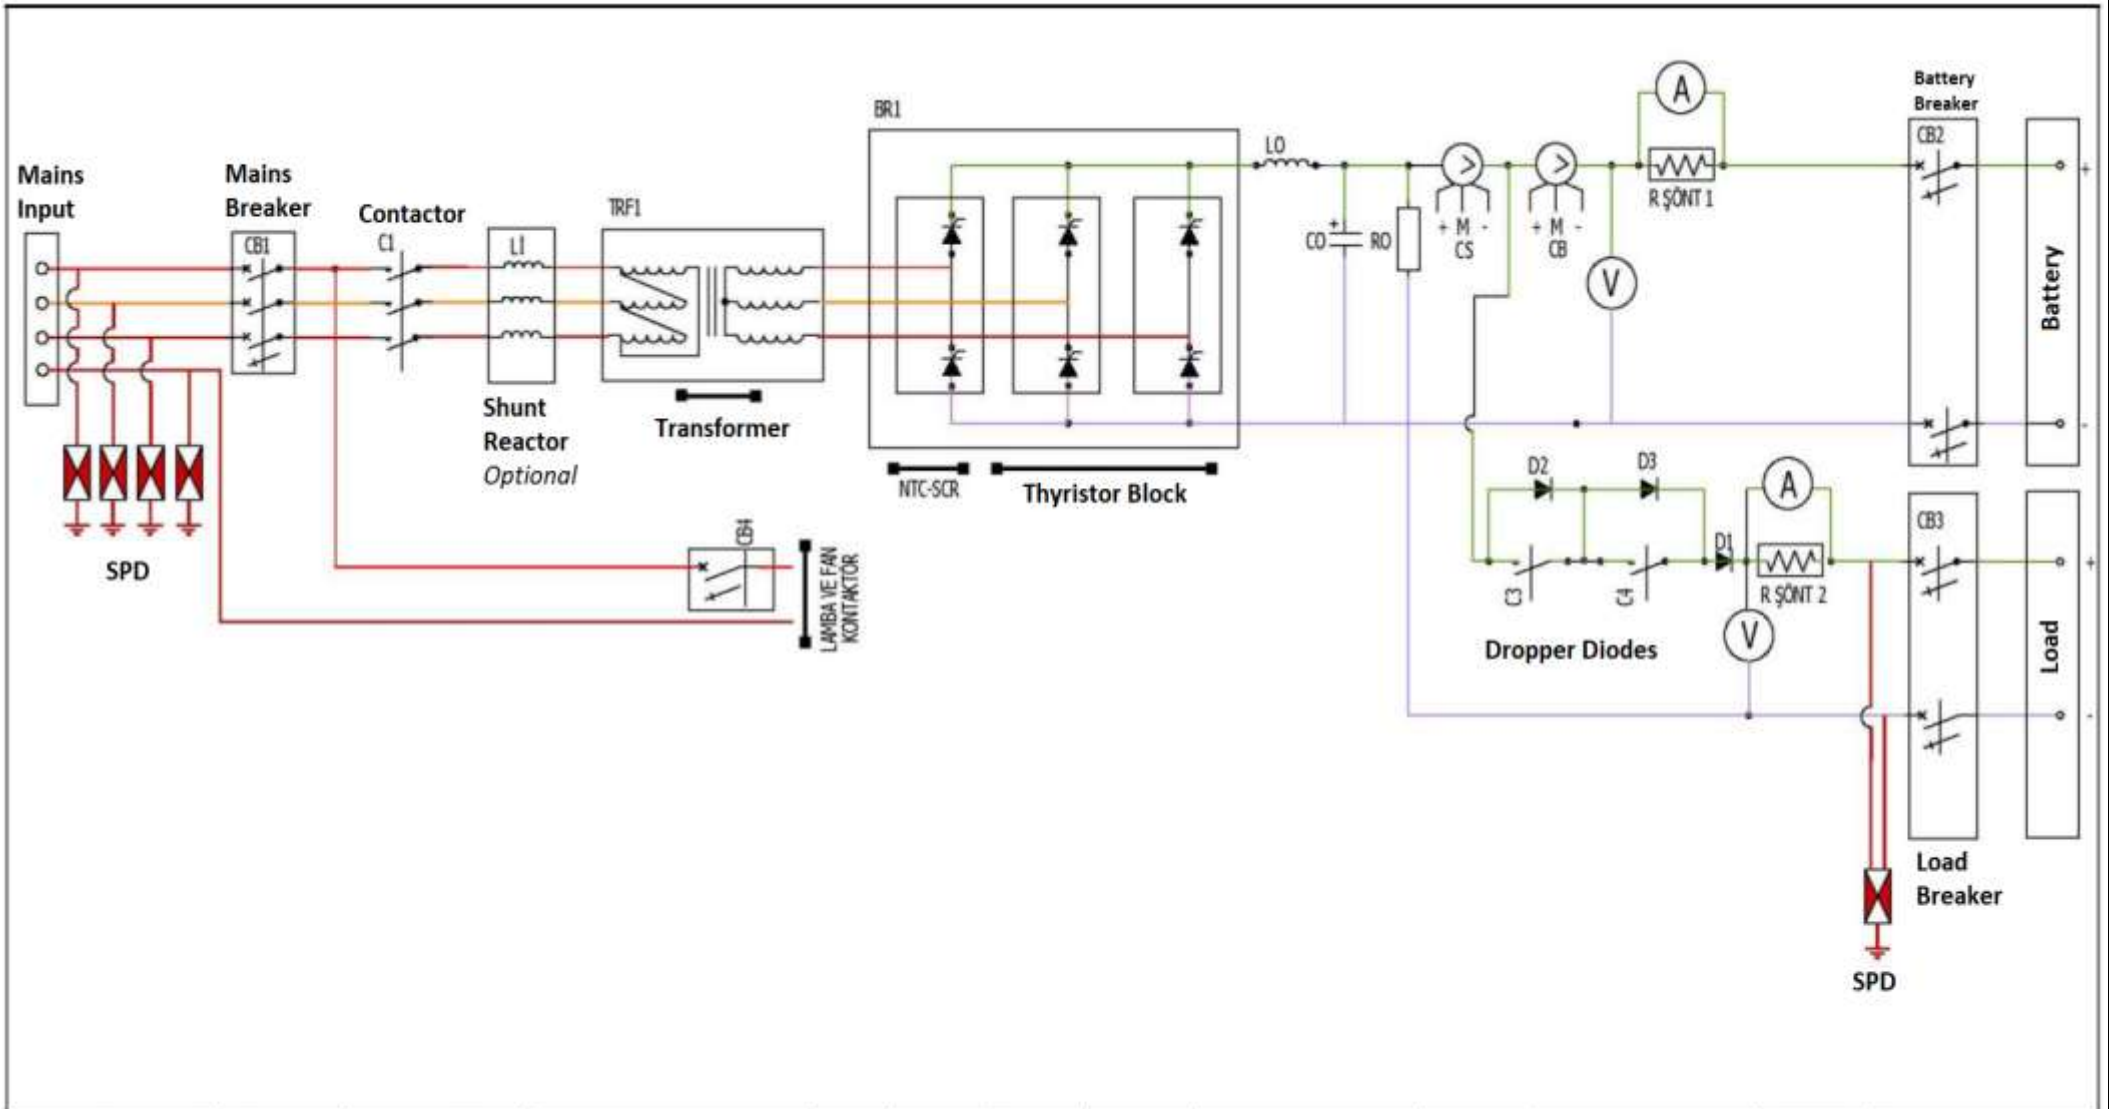 Mains
Input
Mains
Breaker
CB1
Contactor
C1
Lİ
Shunt
Reactor
Optional
TRF1
Transformer
BR1
NTC-SCR
Thyristor Block
SPD
CB4
LAMBA VE FAN
KONTAKTÖR
LO
+
CO
RO
+ M -
CS
+ M -
CB
A
R ŞÖNT 1
V
Battery
Breaker
CB2
+
Battery
-
D2
D3
D1
C3
C4
Dropper Diodes
A
R ŞÖNT 2
V
CB3
+
Load
-
Load
Breaker
SPD